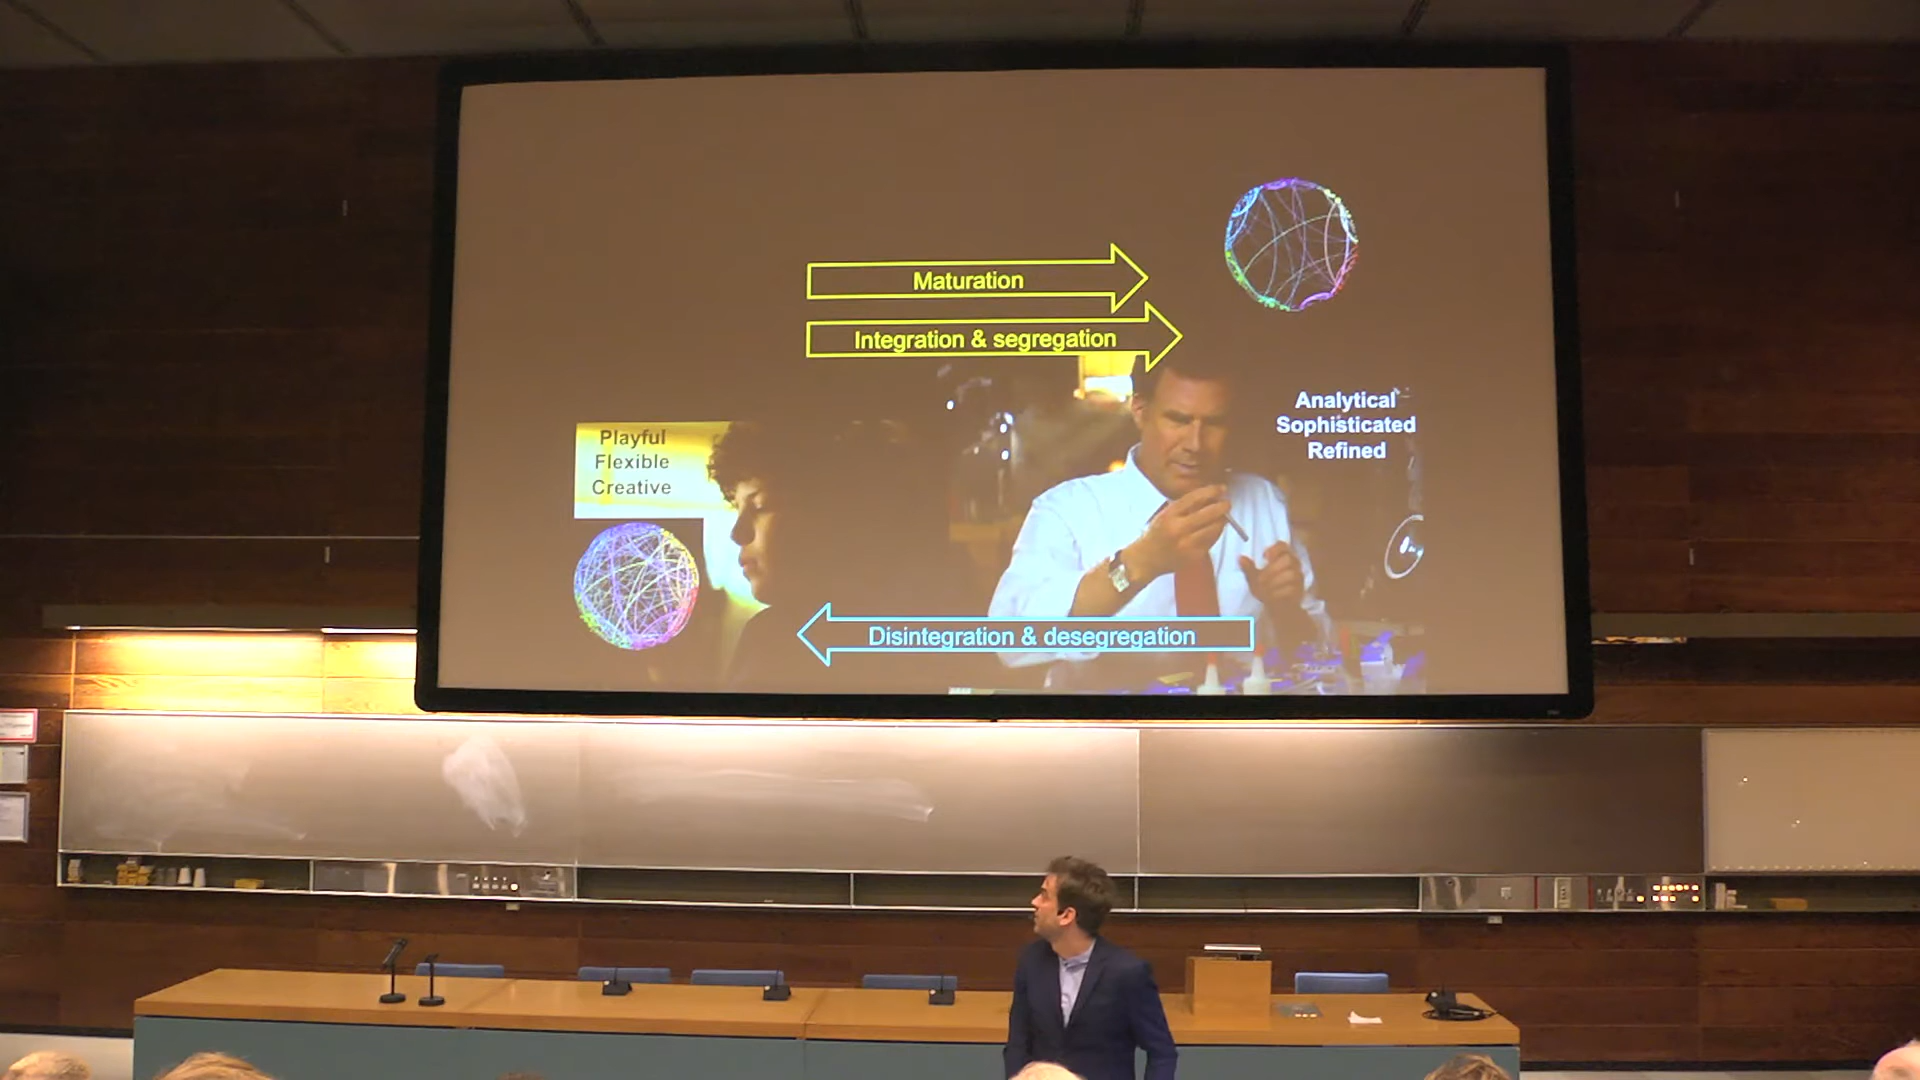 Maturation
Integration & segregation
Analytical
Sophisticated
Refined
Playful
Flexible
Creative
Disintegration & desegregation